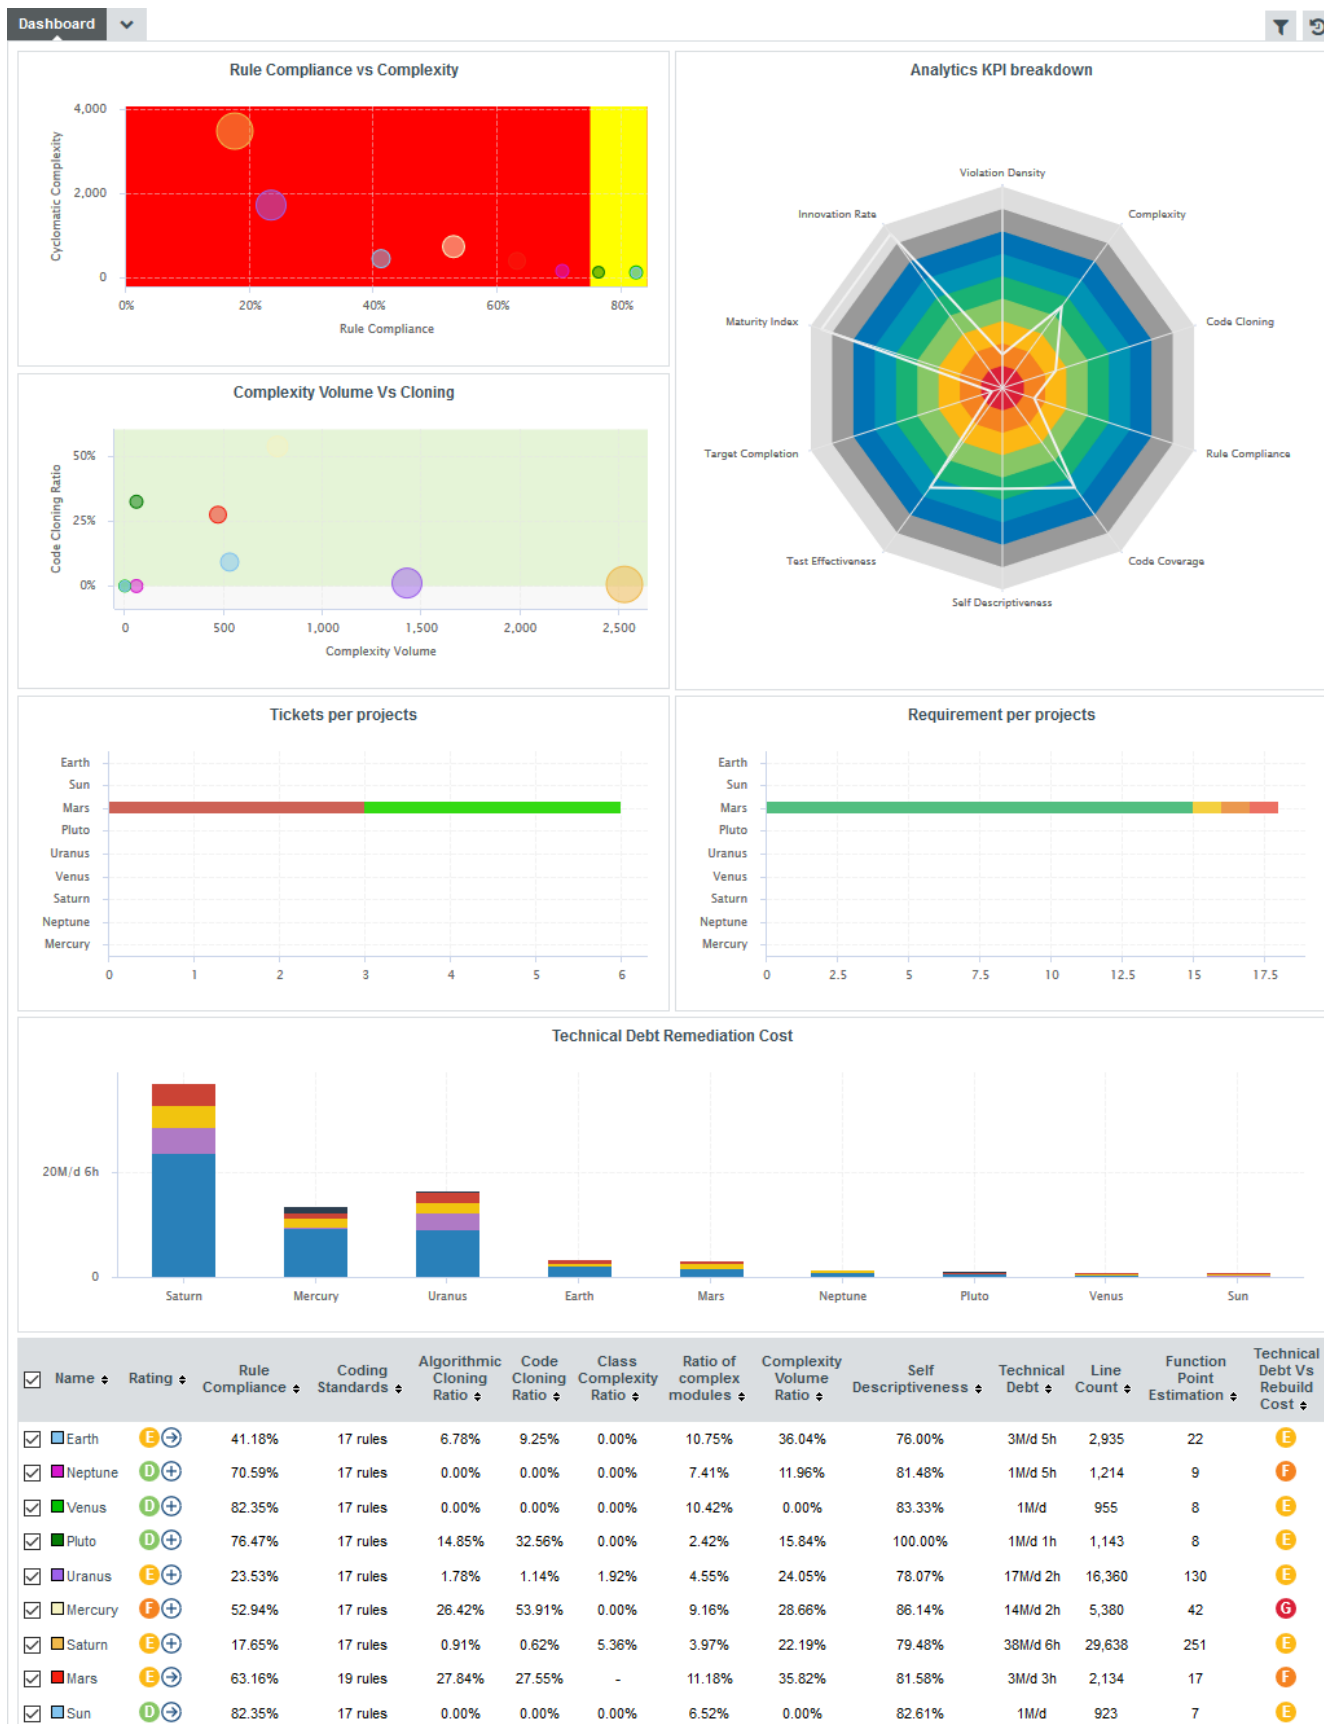 Dashboard
Rule Compliance vs Complexity
4,000
2,000
0
Cyclomatic Complexity
0% 20% 40% 60% 80%
Rule Compliance
Analytics KPI breakdown
Violation Density
Innovation Rate
Complexity
Maturity Index
Code Cloning
Target Completion
Rule Compliance
Test Effectiveness
Code Coverage
Self Descriptiveness
Complexity Volume Vs Cloning
50%
25%
0%
Code Cloning Ratio
0 500 1,000 1,500 2,000 2,500
Complexity Volume
Tickets per projects
Earth
Sun
Mars
Pluto
Uranus
Venus
Saturn
Neptune
Mercury
0 1 2 3 4 5 6
Requirement per projects
Earth
Sun
Mars
Pluto
Uranus
Venus
Saturn
Neptune
Mercury
0 2.5 5 7.5 10 12.5 15 17.5
Technical Debt Remediation Cost
20M/d 6h
0
Saturn Mercury Uranus Earth Mars Neptune Pluto Venus Sun
Name Rating Rule Compliance Coding Standards Algorithmic Cloning Ratio Code Cloning Ratio Class Complexity Ratio Ratio of complex modules Complexity Volume Ratio Self Descriptiveness Technical Debt Line Count Function Point Estimation Technical Debt Vs Rebuild Cost
Earth E 41.18% 17 rules 6.78% 9.25% 0.00% 10.75% 36.04% 76.00% 3M/d 5h 2,935 22 E
Neptune D 70.59% 17 rules 0.00% 0.00% 0.00% 7.41% 11.96% 81.48% 1M/d 5h 1,214 9 F
Venus D 82.35% 17 rules 0.00% 0.00% 0.00% 10.42% 0.00% 83.33% 1M/d 955 8 E
Pluto D 76.47% 17 rules 14.85% 32.56% 0.00% 2.42% 15.84% 100.00% 1M/d 1h 1,143 8 E
Uranus E 23.53% 17 rules 1.78% 1.14% 1.92% 4.55% 24.05% 78.07% 17M/d 2h 16,360 130 E
Mercury F 52.94% 17 rules 26.42% 53.91% 0.00% 9.16% 28.66% 86.14% 14M/d 2h 5,380 42 G
Saturn E 17.65% 17 rules 0.91% 0.62% 5.36% 3.97% 22.19% 79.48% 38M/d 6h 29,638 251 E
Mars E 63.16% 19 rules 27.84% 27.55% - 11.18% 35.82% 81.58% 3M/d 3h 2,134 17 F
Sun D 82.35% 17 rules 0.00% 0.00% 0.00% 6.52% 0.00% 82.61% 1M/d 923 7 E